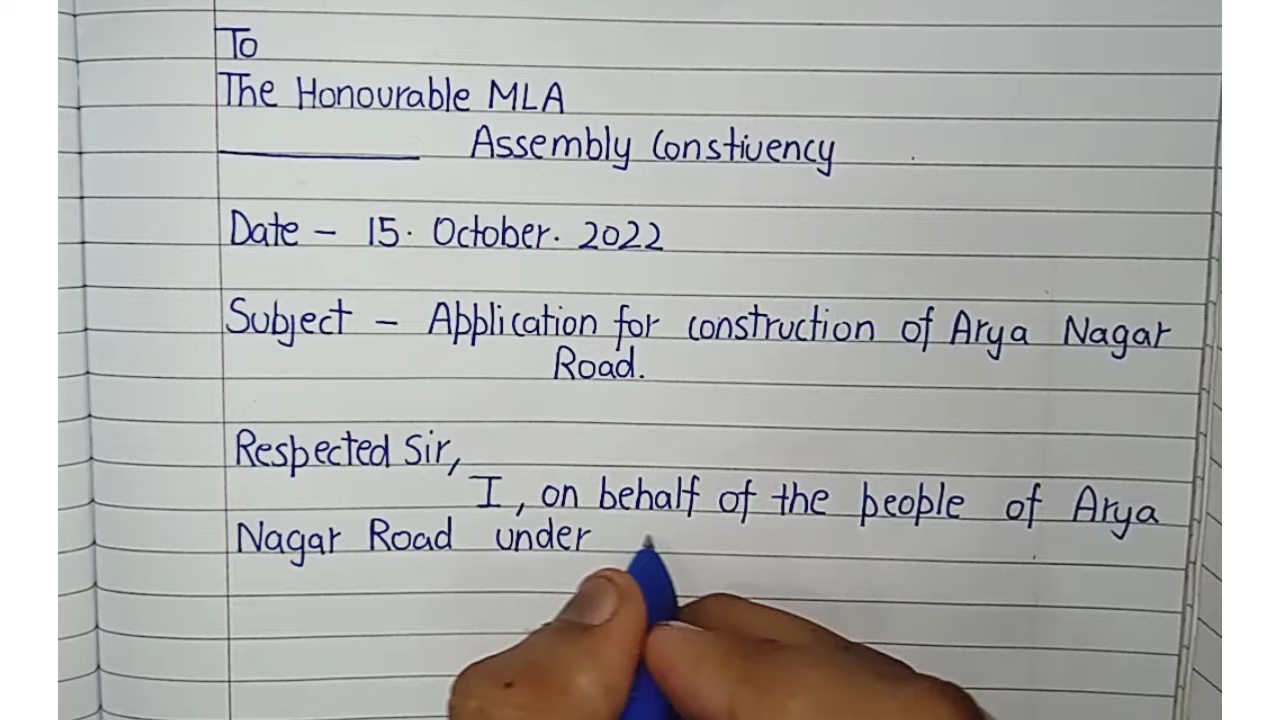 To
The Honourable MLA
__________ Assembly Constiuency
Date - 15. October. 2022
Subject - Application for construction of Arya Nagar
Road.
Respected Sir,
I, on behalf of the people of Arya
Nagar Road under